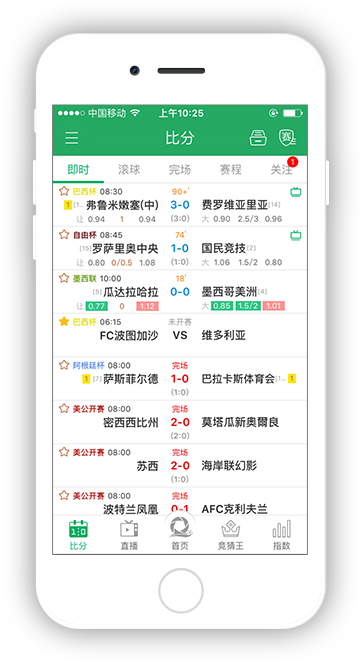 中国移动 上午10:25
比分 赛
即时 滚球 完场 赛程 关注 1
巴西杯 08:30 90+'
1 [1... 弗鲁米嫩塞(中) 3-0 费罗维亚里亚[14]
让 0.94 1 0.94 (3:0) 大 0.90 2.5/3 0.96
自由杯 08:45 74'
[15]罗萨里奥中央 1-0 国民竞技[2]
让 0.80 0/0.5 1.08 (1:0) 大 1.06 1.5/2 0.80
墨西联 10:00 18'
[5]瓜达拉哈拉 0-0 墨西哥美洲[4]
让 0.77 0 1.12 大 0.85 1.5/2 1.01
巴西杯 06:15 未开赛
FC波图加沙 VS 维多利亚
阿根廷杯 08:00 完场
1 [7]萨斯菲尔德 1-0 巴拉卡斯体育会[1... 1
(1:0)
美公开赛 08:00 完场
密西西比州 2-0 莫塔瓜新奥爾良
(2:0)
美公开赛 08:00 完场
苏西 2-0 海岸联幻影
(1:0)
美公开赛 08:00 完场
波特兰凤凰 0-1 AFC克利夫兰
比分 直播 首页 竞猜王 指数